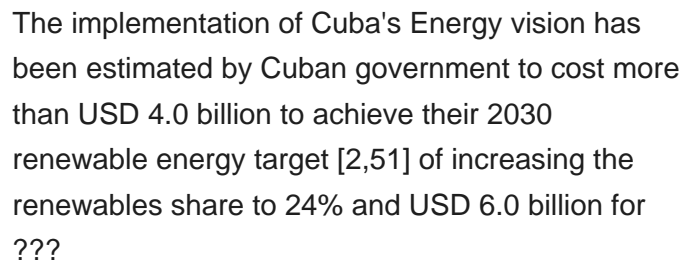 The implementation of Cuba's Energy vision has
been estimated by Cuban government to cost more
than USD 4.0 billion to achieve their 2030
renewable energy target [2,51] of increasing the
renewables share to 24% and USD 6.0 billion for
???